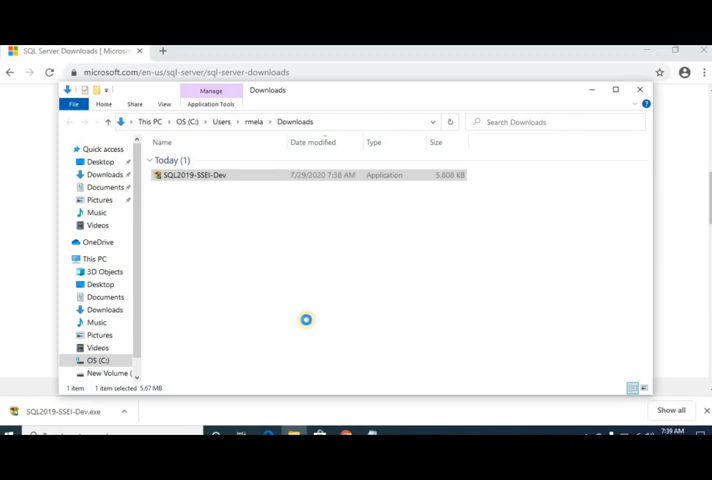 SQL Server Downloads | Microso
microsoft.com/en-us/sql-server/sql-server-downloads
Manage
Downloads
File
Home
Share
View
Application Tools
This PC
OS (C:)
Users
rmela
Downloads
Search Downloads
Name
Date modified
Type
Size
Today (1)
SQL2019-SSEI-Dev
7/29/2020 7:38 AM
Application
5,808 KB
Quick access
Desktop
Downloads
Documents
Pictures
Music
Videos
OneDrive
This PC
3D Objects
Desktop
Documents
Downloads
Music
Pictures
Videos
OS (C:)
New Volume (
1 item
1 item selected 5.67 MB
SQL2019-SSEI-Dev.exe
Show all
7:39 AM